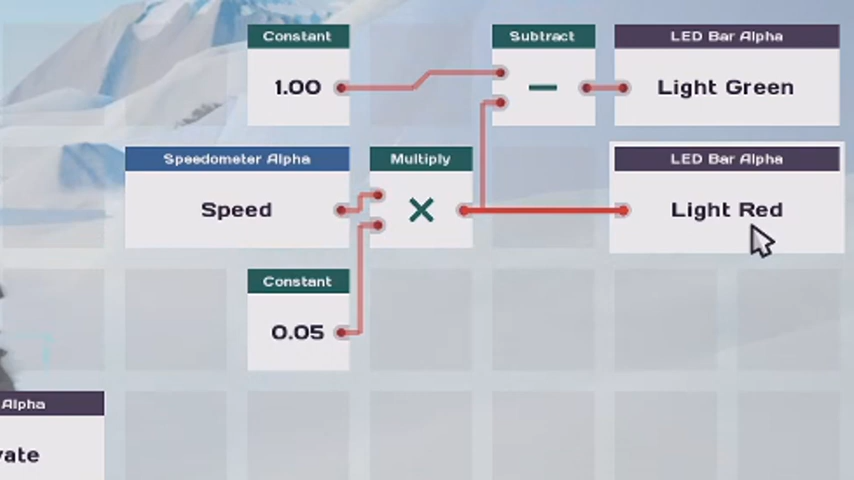 Constant
1.00
Subtract
LED Bar Alpha
Light Green
Speedometer Alpha
Speed
Multiply
LED Bar Alpha
Light Red
Constant
0.05
Alpha
vate